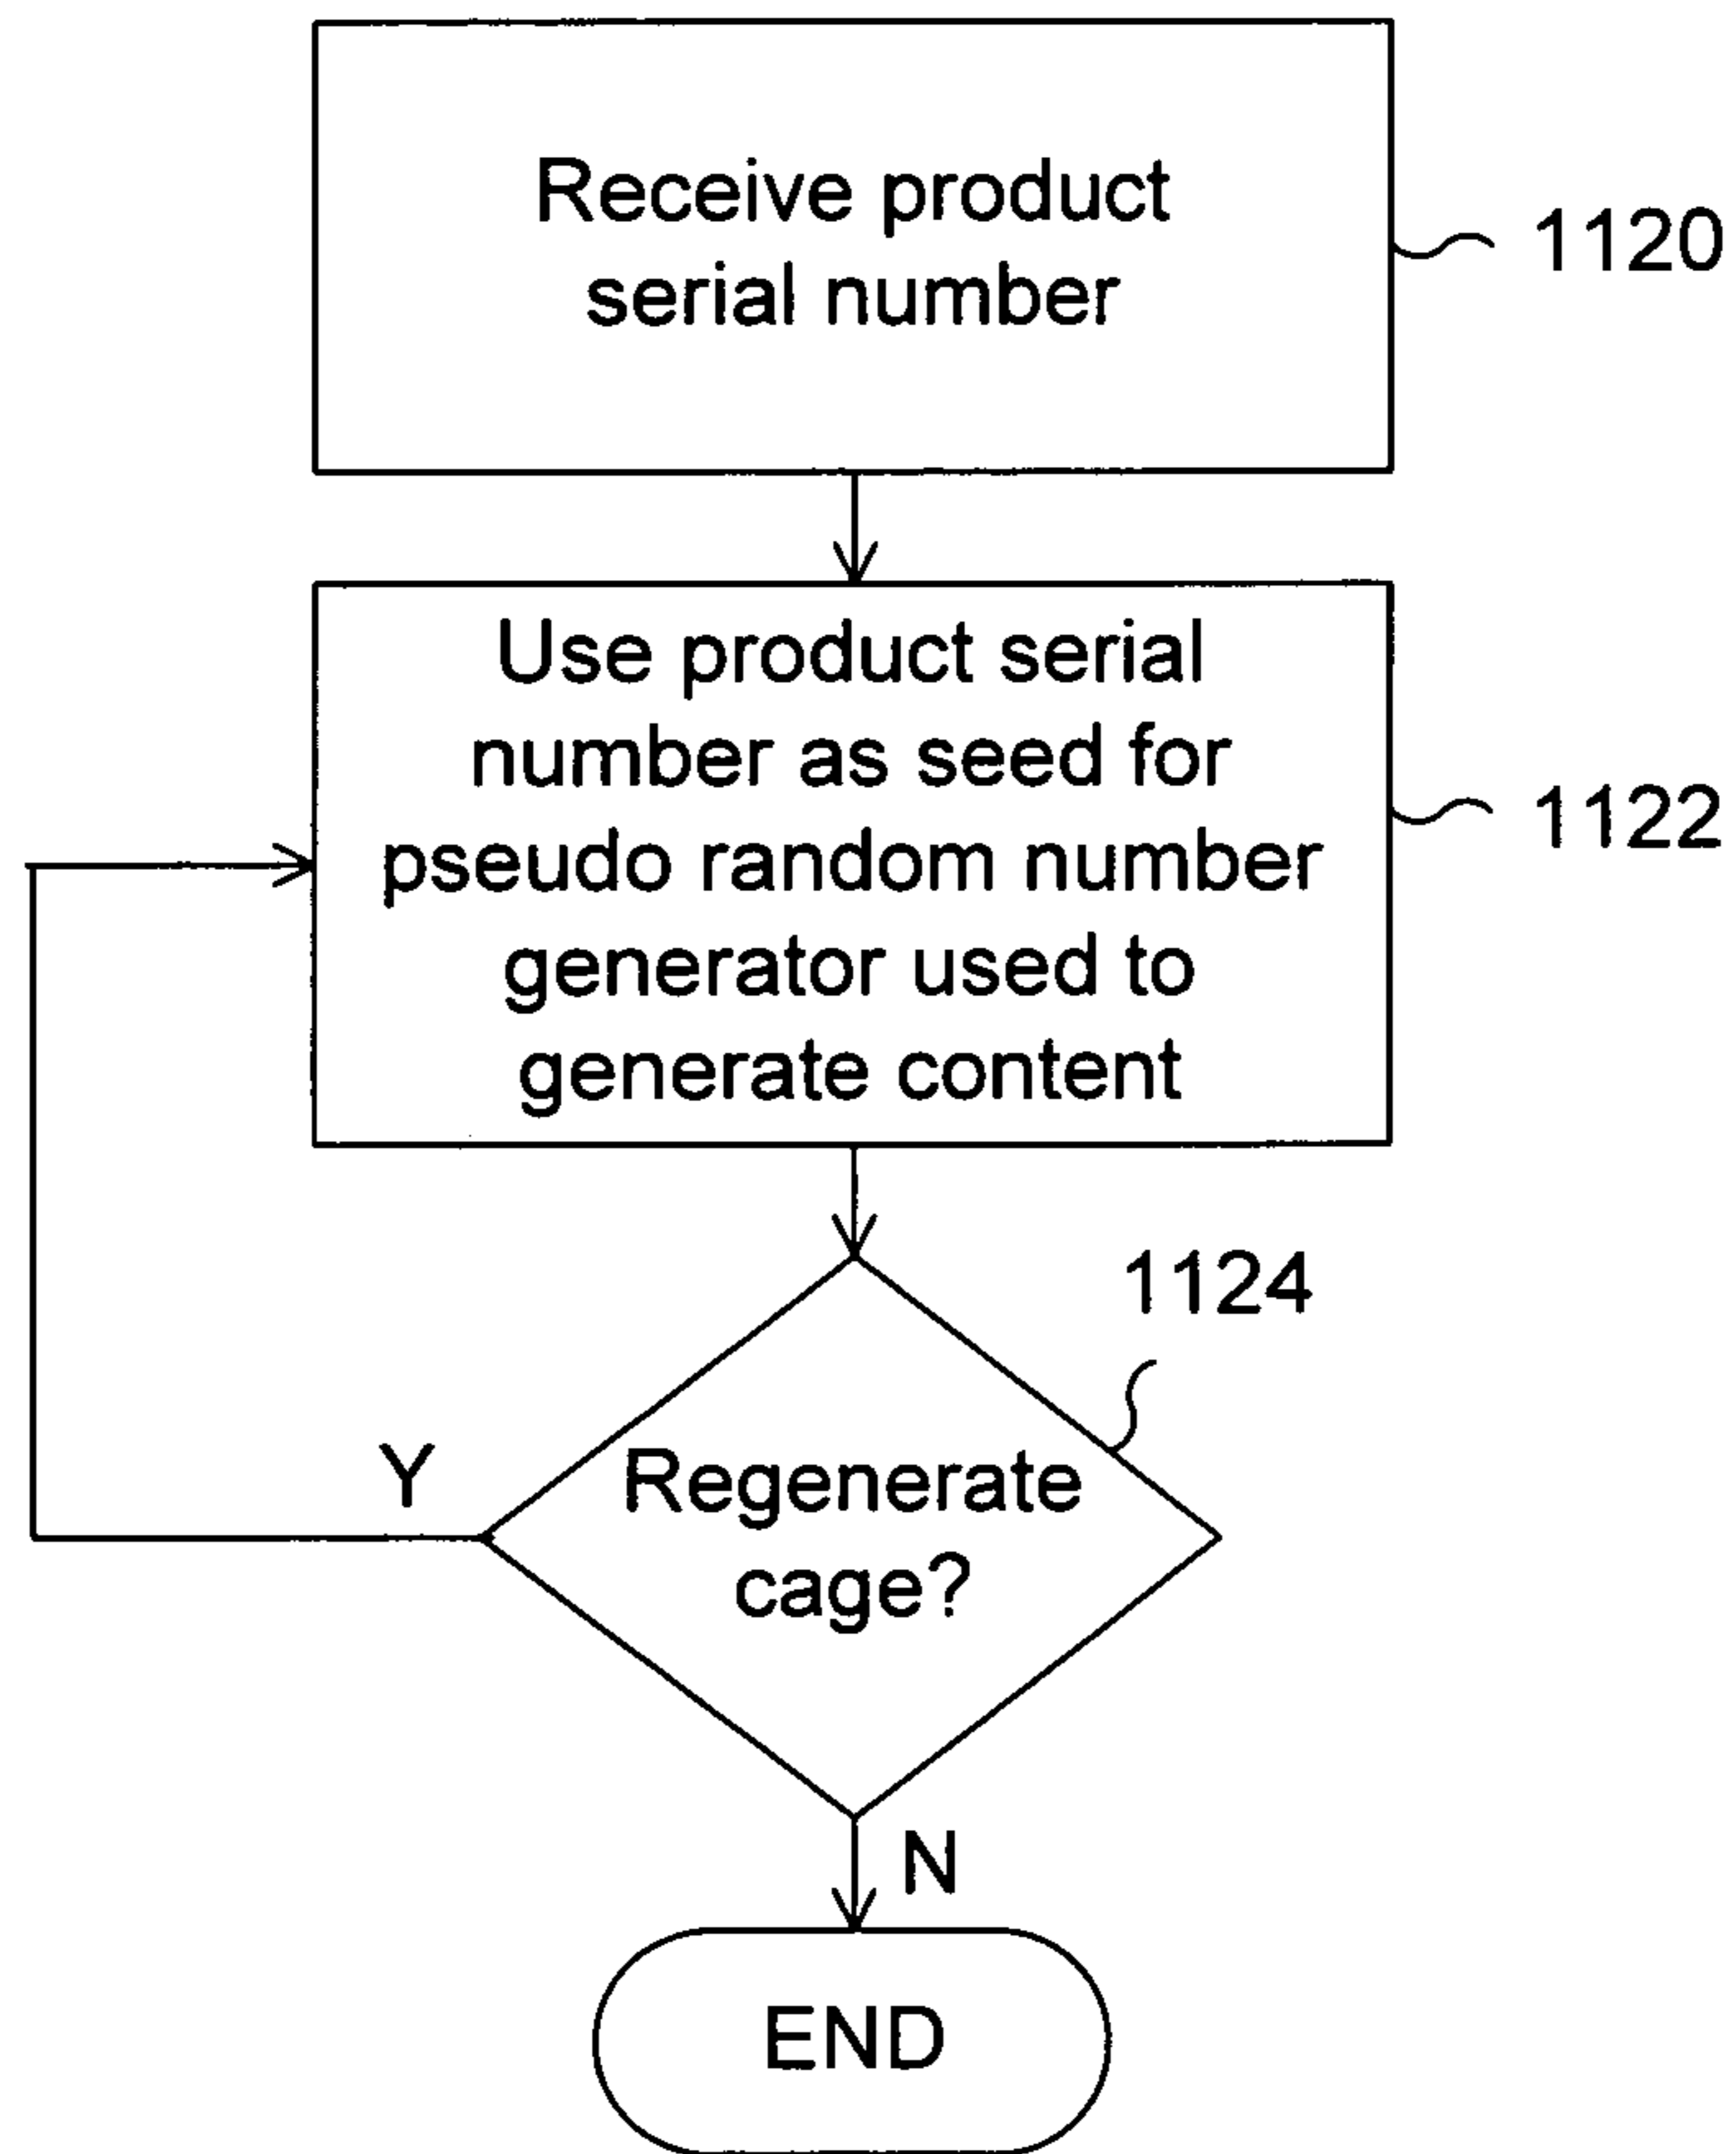 Receive product
serial number
1120
Use product serial
number as seed for
pseudo random number
generator used to
generate content
1122
1124
Regenerate
cage?
Y
N
END